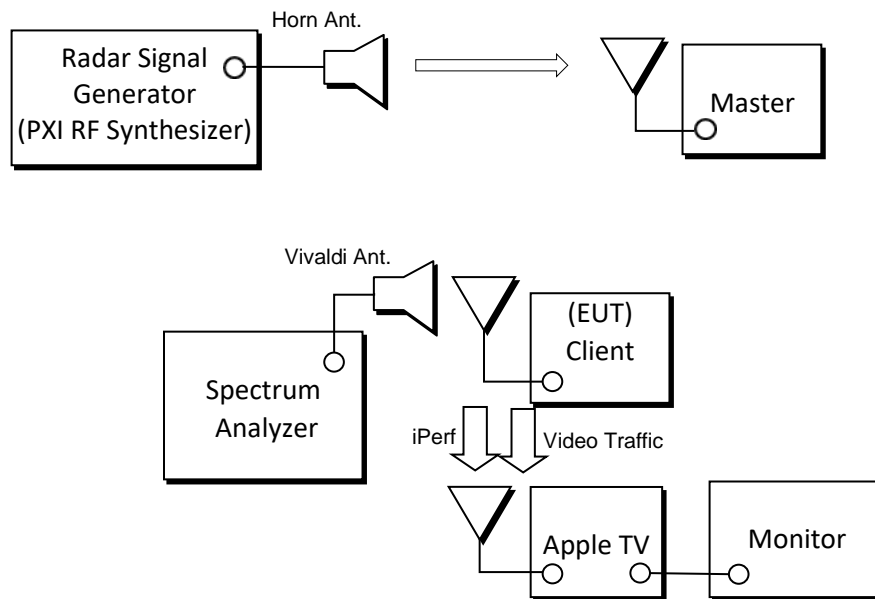 Horn Ant.
Radar Signal
Generator
(PXI RF Synthesizer)
Master
Vivaldi Ant.
(EUT)
Client
Spectrum
Analyzer
iPerf
Video Traffic
Apple TV
Monitor